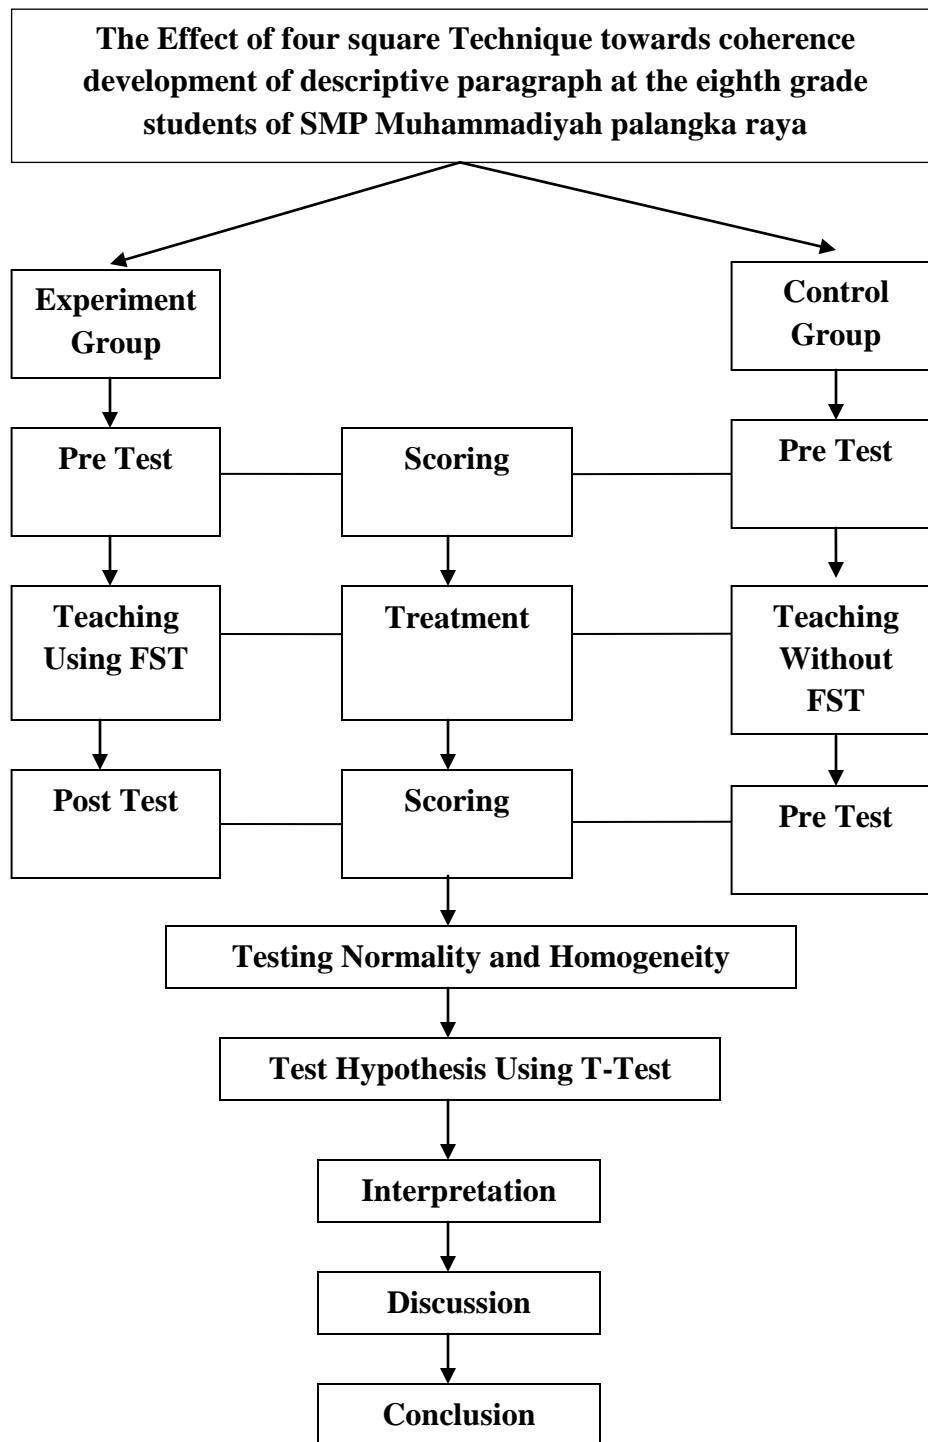 The Effect of four square Technique towards coherence
development of descriptive paragraph at the eighth grade
students of SMP Muhammadiyah palangka raya
Experiment
Group
Control
Group
Pre Test
Scoring
Pre Test
Teaching
Using FST
Treatment
Teaching
Without
FST
Post Test
Scoring
Pre Test
Testing Normality and Homogeneity
Test Hypothesis Using T-Test
Interpretation
Discussion
Conclusion